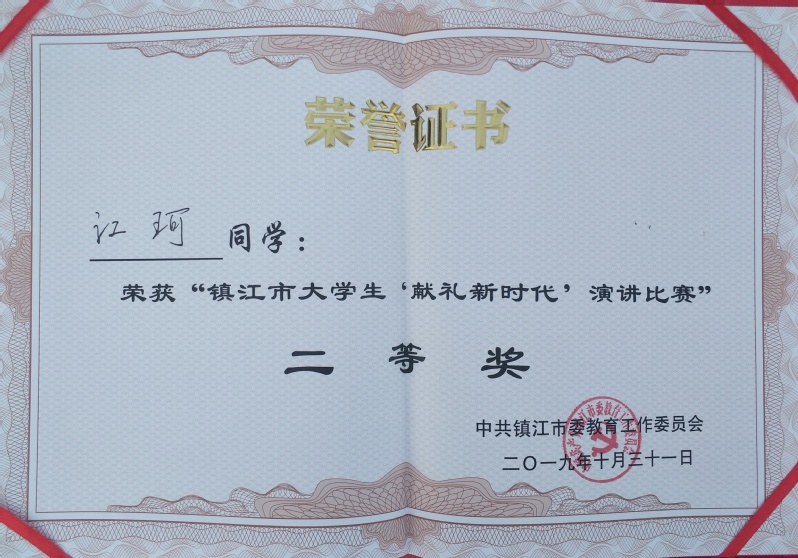 荣誉证书
江珂 同学：
荣获“镇江市大学生‘献礼新时代’演讲比赛”
二等奖
中共镇江市委教育工作委员会
二〇一九年十月三十一日